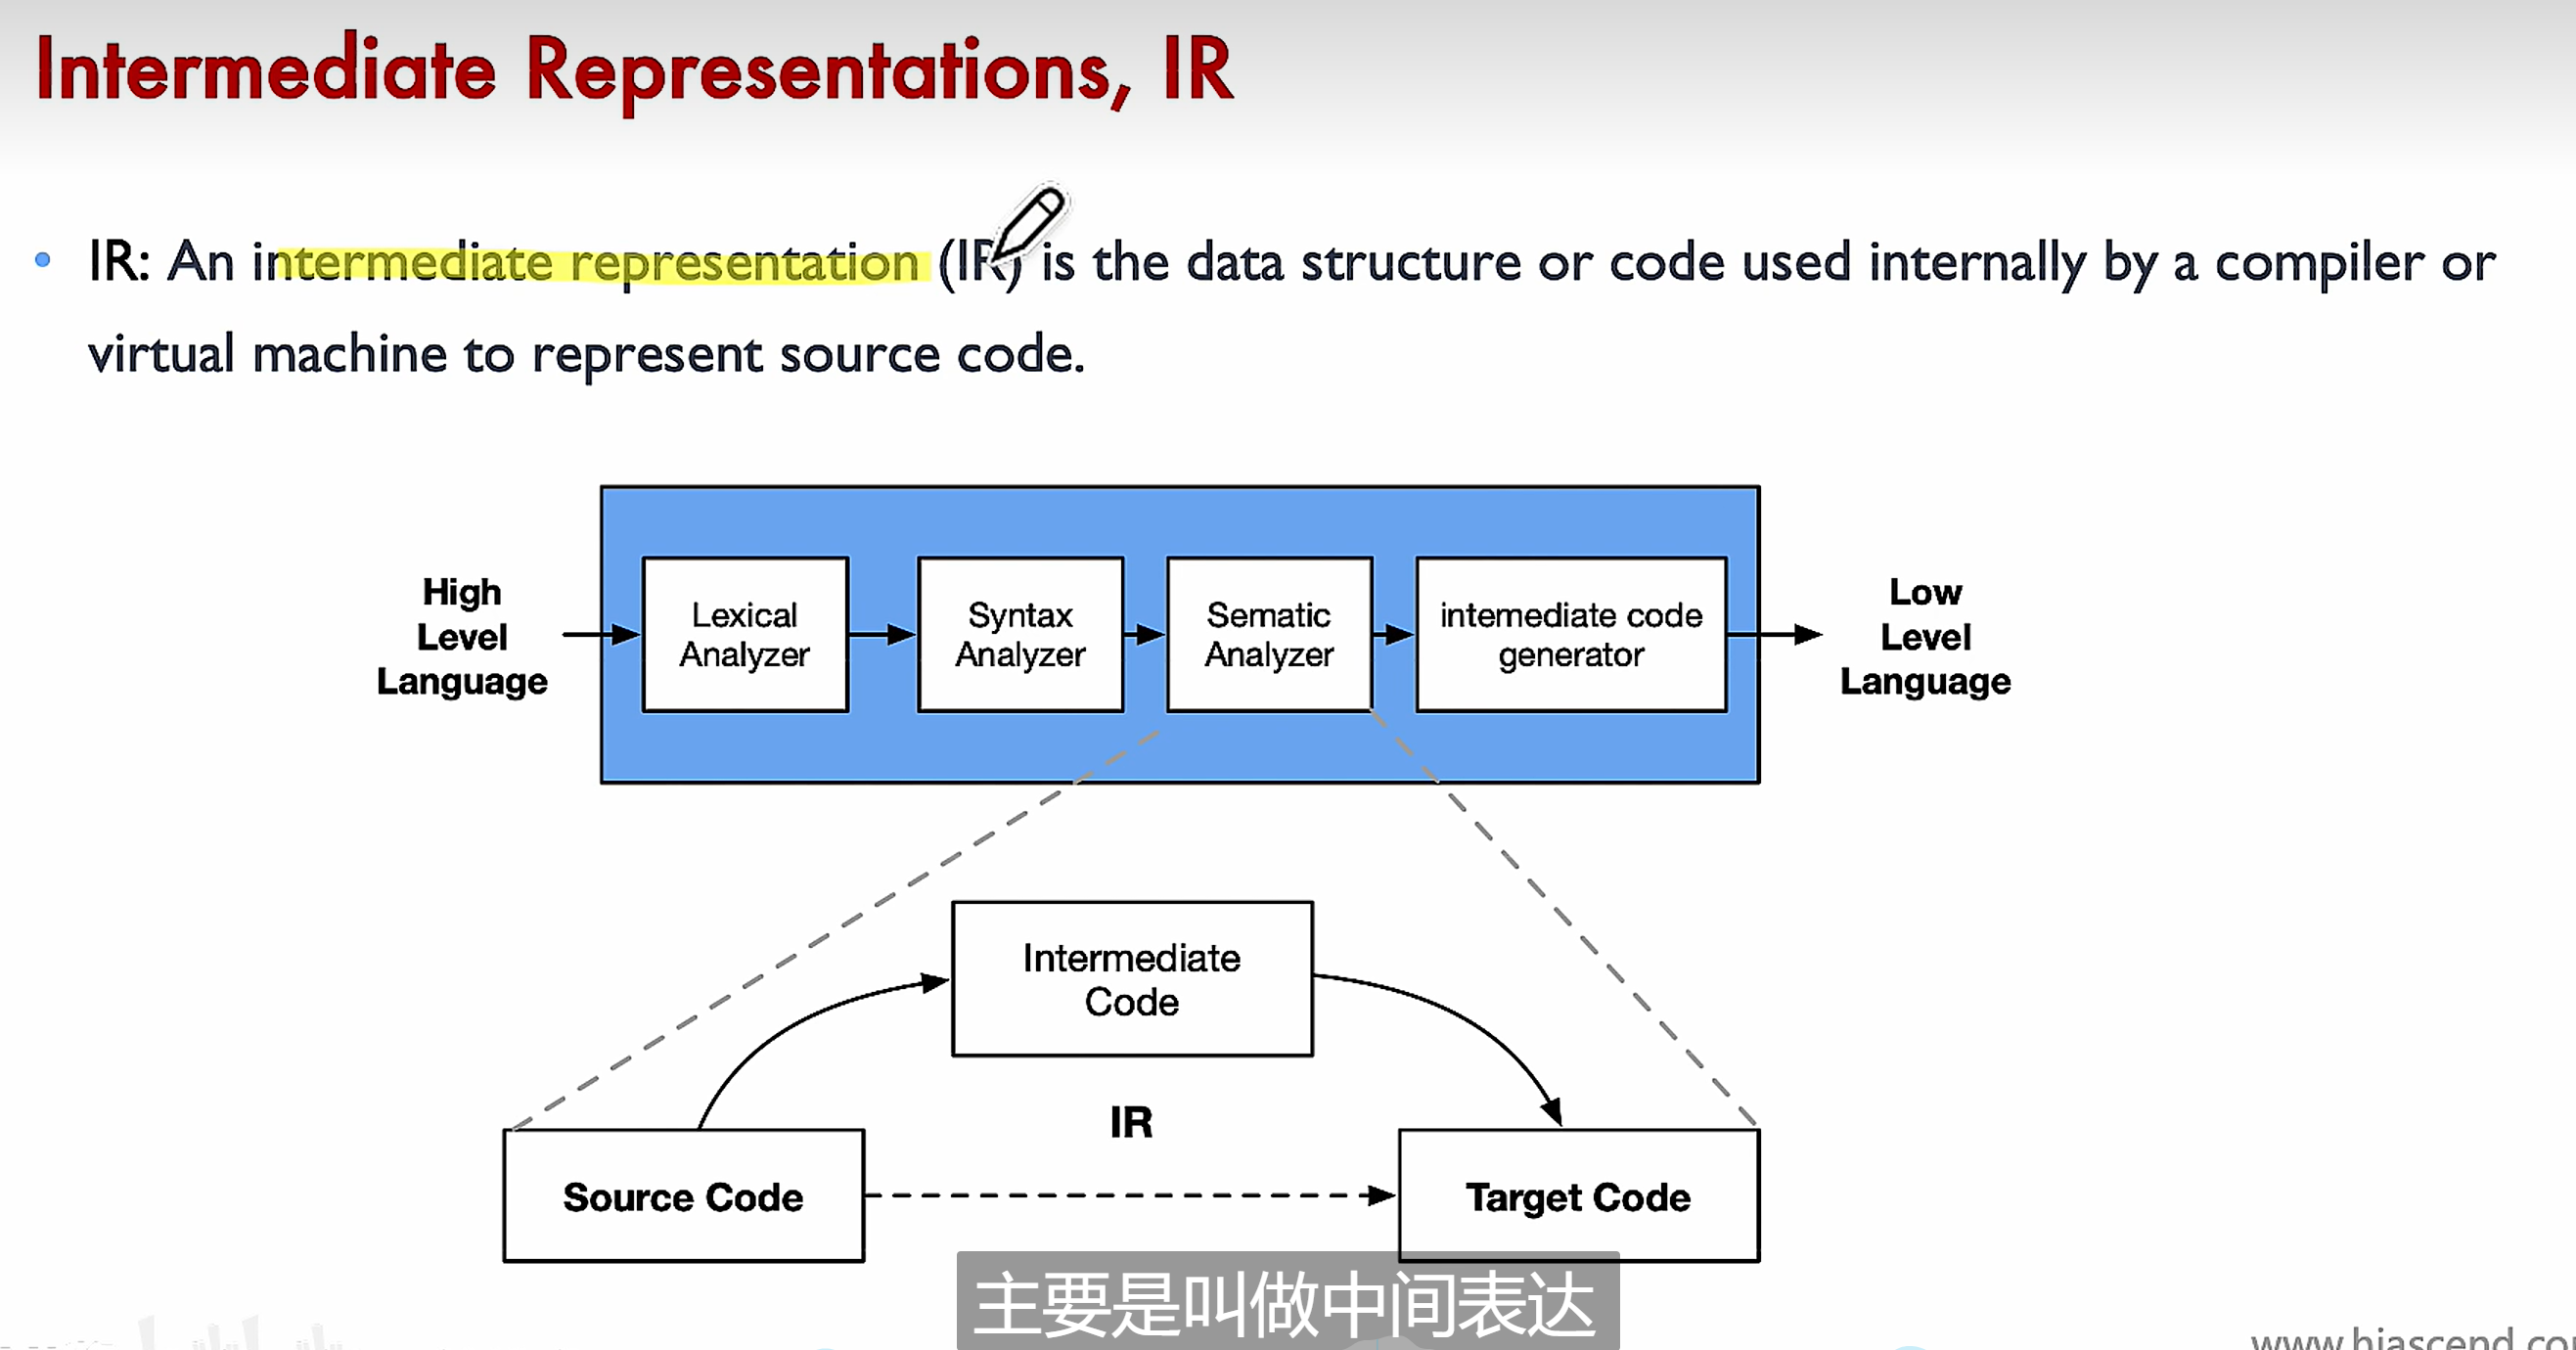 Intermediate Representations, IR
• IR: An intermediate representation (IR) is the data structure or code used internally by a compiler or
virtual machine to represent source code.
High
Level
Language
Lexical
Analyzer
Syntax
Analyzer
Sematic
Analyzer
intemediate code
generator
Low
Level
Language
Intermediate
Code
IR
Source Code
Target Code
主要是叫做中间表达
www.hiascend.co